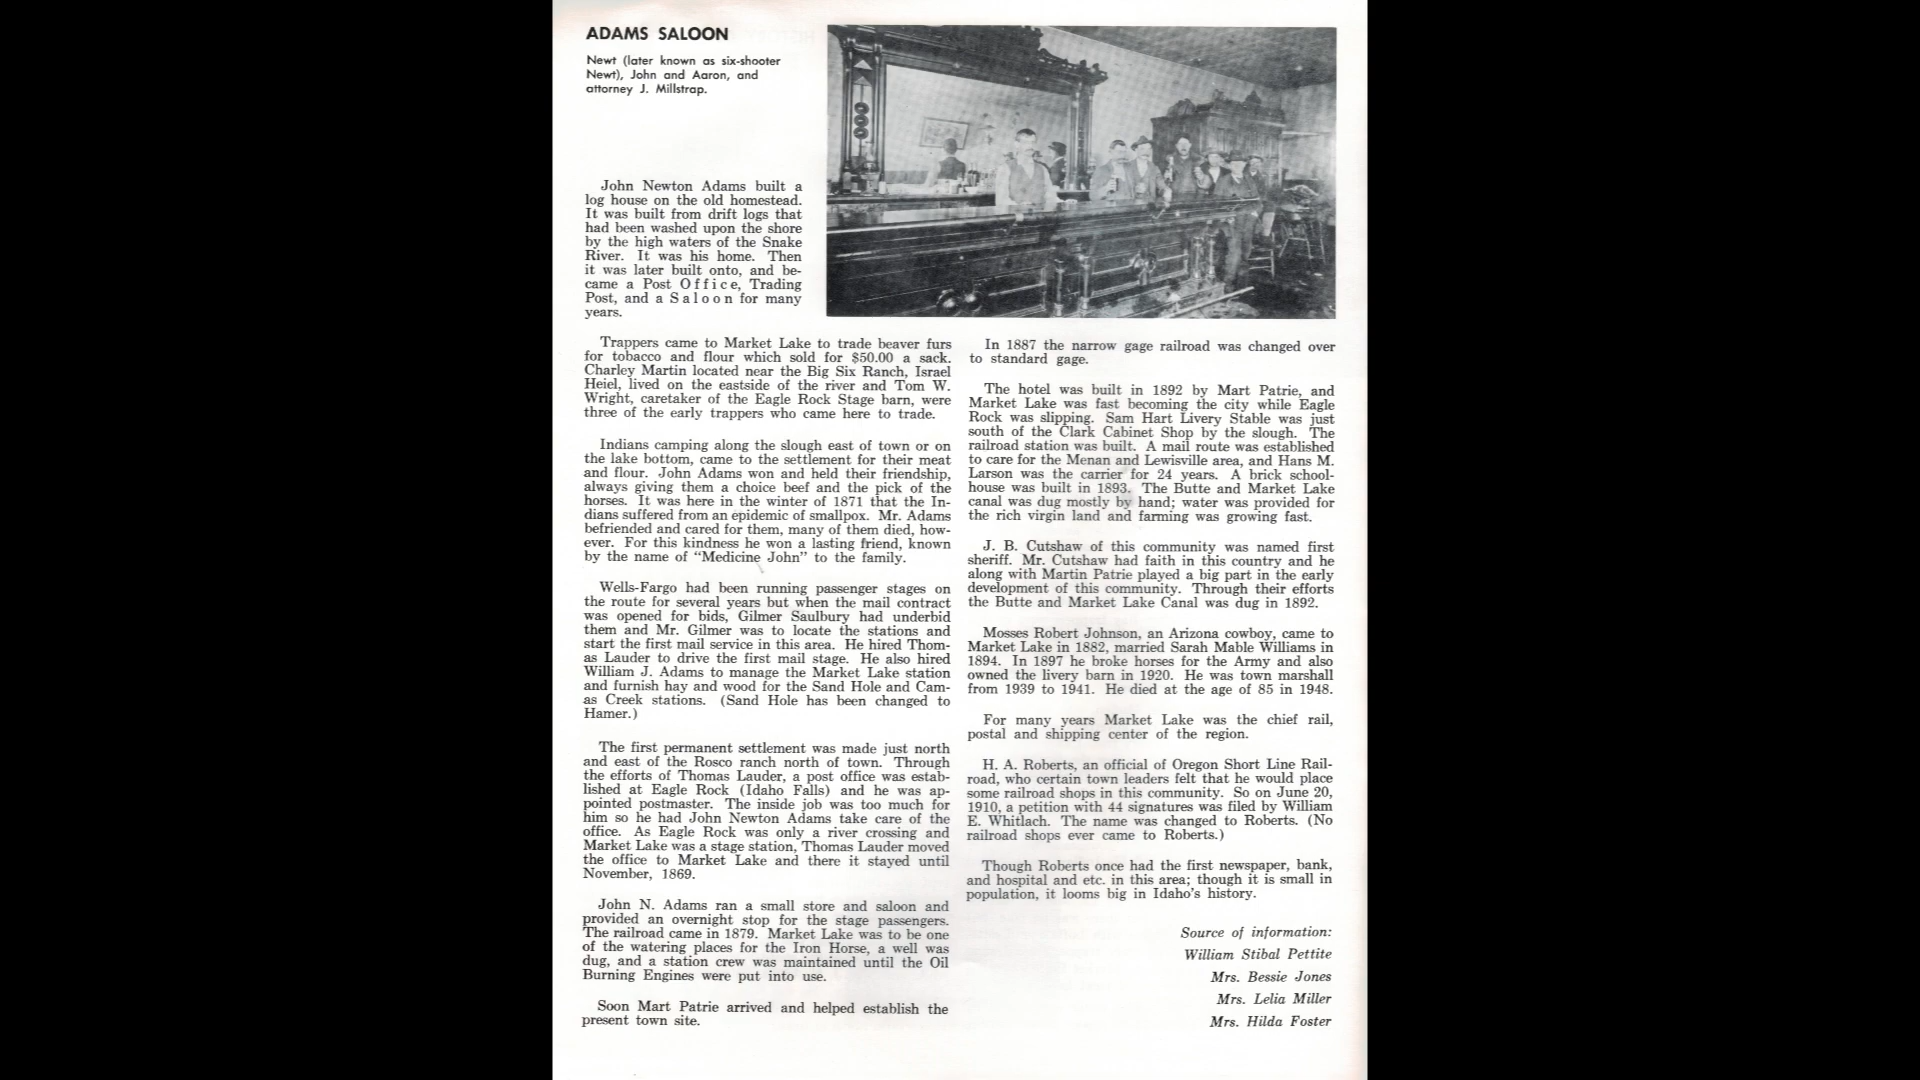 ADAMS SALOON
Newt (later known as six-shooter
Newt), John and Aaron, and
attorney J. Millstrap.
John Newton Adams built a
log house on the old homestead.
It was built from drift logs that
had been washed upon the shore
by the high waters of the Snake
River. It was his home. Then
it was later built onto, and be-
came a Post Office, Trading
Post, and a Saloon for many
years.
Trappers came to Market Lake to trade beaver furs
for tobacco and flour which sold for $50.00 a sack.
Charley Martin located near the Big Six Ranch, Israel
Heiel, lived on the eastside of the river and Tom W.
Wright, caretaker of the Eagle Rock Stage barn, were
three of the early trappers who came here to trade.
Indians camping along the slough east of town or on
the lake bottom, came to the settlement for their meat
and flour. John Adams won and held their friendship,
always giving them a choice beef and the pick of the
horses. It was here in the winter of 1871 that the In-
dians suffered from an epidemic of smallpox. Mr. Adams
befriended and cared for them, many of them died, how-
ever. For this kindness he won a lasting friend, known
by the name of "Medicine John" to the family.
Wells-Fargo had been running passenger stages on
the route for several years but when the mail contract
was opened for bids, Gilmer Saulbury had underbid
them and Mr. Gilmer was to locate the stations and
start the first mail service in this area. He hired Thom-
as Lauder to drive the first mail stage. He also hired
William J. Adams to manage the Market Lake station
and furnish hay and wood for the Sand Hole and Cam-
as Creek stations. (Sand Hole has been changed to
Hamer.)
The first permanent settlement was made just north
and east of the Rosco ranch north of town. Through
the efforts of Thomas Lauder, a post office was estab-
lished at Eagle Rock (Idaho Falls) and he was ap-
pointed postmaster. The inside job was too much for
him so he had John Newton Adams take care of the
office. As Eagle Rock was only a river crossing and
Market Lake was a stage station, Thomas Lauder moved
the office to Market Lake and there it stayed until
November, 1869.
John N. Adams ran a small store and saloon and
provided an overnight stop for the stage passengers.
The railroad came in 1879. Market Lake was to be one
of the watering places for the Iron Horse, a well was
dug, and a station crew was maintained until the Oil
Burning Engines were put into use.
Soon Mart Patrie arrived and helped establish the
present town site.
In 1887 the narrow gage railroad was changed over
to standard gage.
The hotel was built in 1892 by Mart Patrie, and
Market Lake was fast becoming the city while Eagle
Rock was slipping. Sam Hart Livery Stable was just
south of the Clark Cabinet Shop by the slough. The
railroad station was built. A mail route was established
to care for the Menan and Lewisville area, and Hans M.
Larson was the carrier for 24 years. A brick school-
house was built in 1893. The Butte and Market Lake
canal was dug mostly by hand; water was provided for
the rich virgin land and farming was growing fast.
J. B. Cutshaw of this community was named first
sheriff. Mr. Cutshaw had faith in this country and he
along with Martin Patrie played a big part in the early
development of this community. Through their efforts
the Butte and Market Lake Canal was dug in 1892.
Mosses Robert Johnson, an Arizona cowboy, came to
Market Lake in 1882, married Sarah Mable Williams in
1894. In 1897 he broke horses for the Army and also
owned the livery barn in 1920. He was town marshall
from 1939 to 1941. He died at the age of 85 in 1948.
For many years Market Lake was the chief rail,
postal and shipping center of the region.
H. A. Roberts, an official of Oregon Short Line Rail-
road, who certain town leaders felt that he would place
some railroad shops in this community. So on June 20,
1910, a petition with 44 signatures was filed by William
E. Whitlach. The name was changed to Roberts. (No
railroad shops ever came to Roberts.)
Though Roberts once had the first newspaper, bank,
and hospital and etc. in this area; though it is small in
population, it looms big in Idaho's history.
Source of information:
William Stibal Pettite
Mrs. Bessie Jones
Mrs. Lelia Miller
Mrs. Hilda Foster